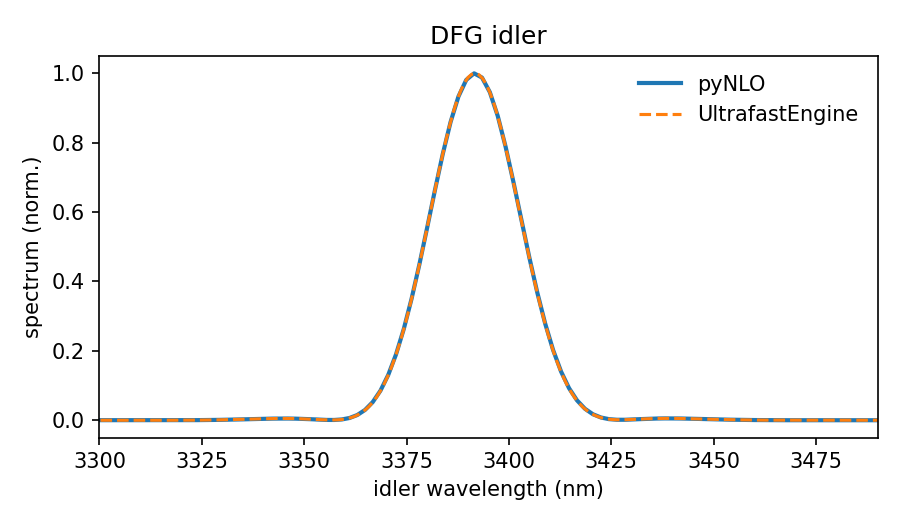 DFG idler
pyNLO
UltrafastEngine
spectrum (norm.)
1.0
0.8
0.6
0.4
0.2
0.0
3300 3325 3350 3375 3400 3425 3450 3475
idler wavelength (nm)